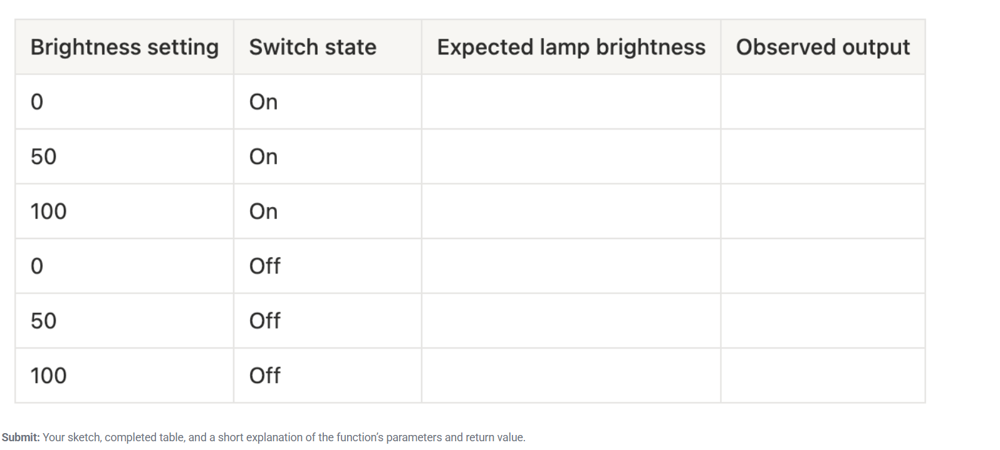 Brightness setting Switch state Expected lamp brightness Observed output
0 On
50 On
100 On
0 Off
50 Off
100 Off
Submit: Your sketch, completed table, and a short explanation of the function’s parameters and return value.